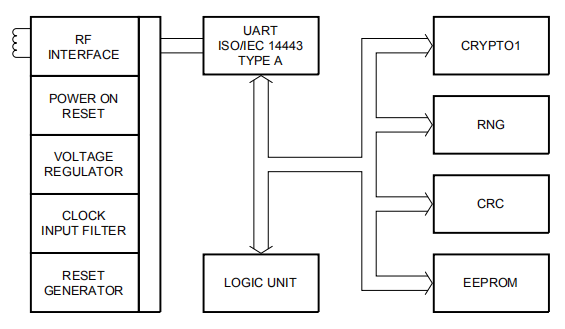 RF
INTERFACE
POWER ON
RESET
VOLTAGE
REGULATOR
CLOCK
INPUT FILTER
RESET
GENERATOR
UART
ISO/IEC 14443
TYPE A
LOGIC UNIT
CRYPTO1
RNG
CRC
EEPROM